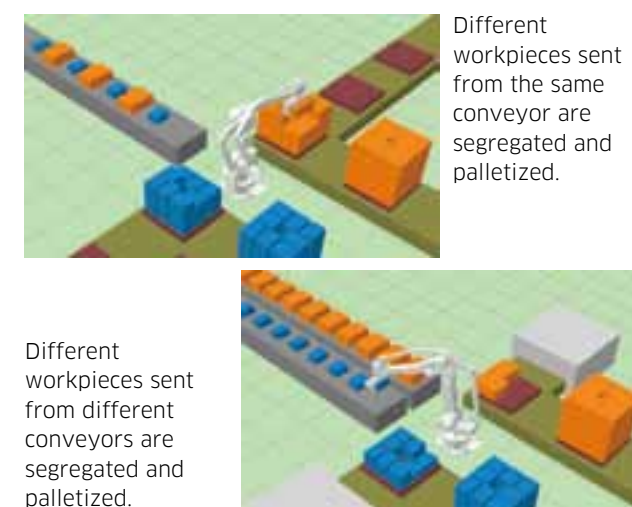 Different
workpieces sent
from the same
conveyor are
segregated and
palletized.
Different
workpieces sent
from different
conveyors are
segregated and
palletized.